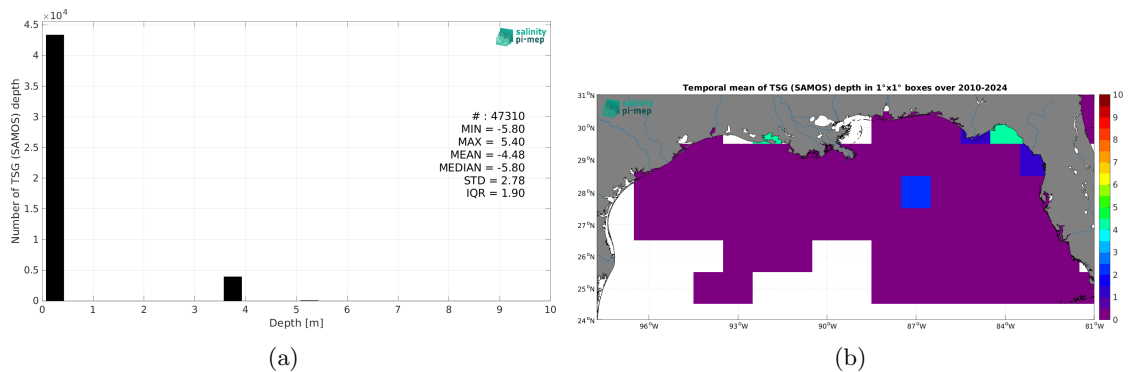 ×10⁴
4.5
4
3.5
3
2.5
2
1.5
1
0.5
0
Number of TSG (SAMOS) depth
salinity
pi-mep
# : 47310
MIN = -5.80
MAX = 5.40
MEAN = -4.48
MEDIAN = -5.80
STD = 2.78
IQR = 1.90
0 1 2 3 4 5 6 7 8 9 10
Depth [m]
(a)
Temporal mean of TSG (SAMOS) depth in 1°x1° boxes over 2010-2024
salinity
pi-mep
31°N
30°N
29°N
28°N
27°N
26°N
25°N
24°N
96°W 93°W 90°W 87°W 84°W 81°W
10
9
8
7
6
5
4
3
2
1
0
(b)